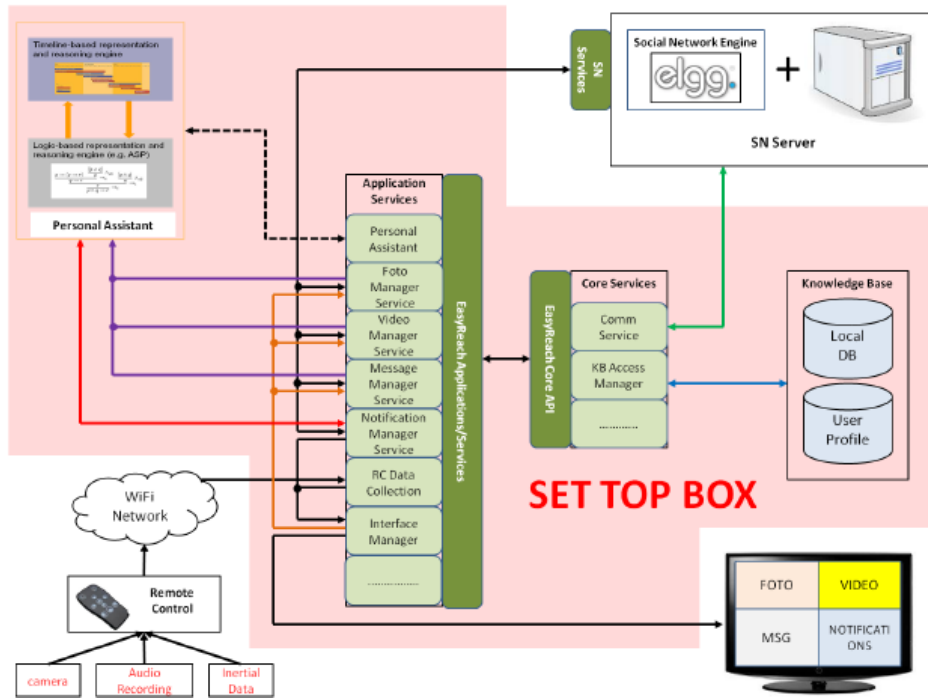 Timeline-based representation
and reasoning engine
Logic-based representation and
reasoning engine (e.g. ASP)
Personal Assistant
SN
Services
Social Network Engine
elgg.
+
SN Server
Application
Services
Personal
Assistant
Foto
Manager
Service
Video
Manager
Service
Message
Manager
Service
Notification
Manager
Service
RC Data
Collection
Interface
Manager
....................
EasyReach Applications/Services
EasyReach Core API
Core Services
Comm
Service
KB Access
Manager
...............
Knowledge Base
Local
DB
User
Profile
SET TOP BOX
WiFi
Network
Remote
Control
camera
Audio
Recording
Inertial
Data
FOTO
VIDEO
MSG
NOTIFICATI
ONS